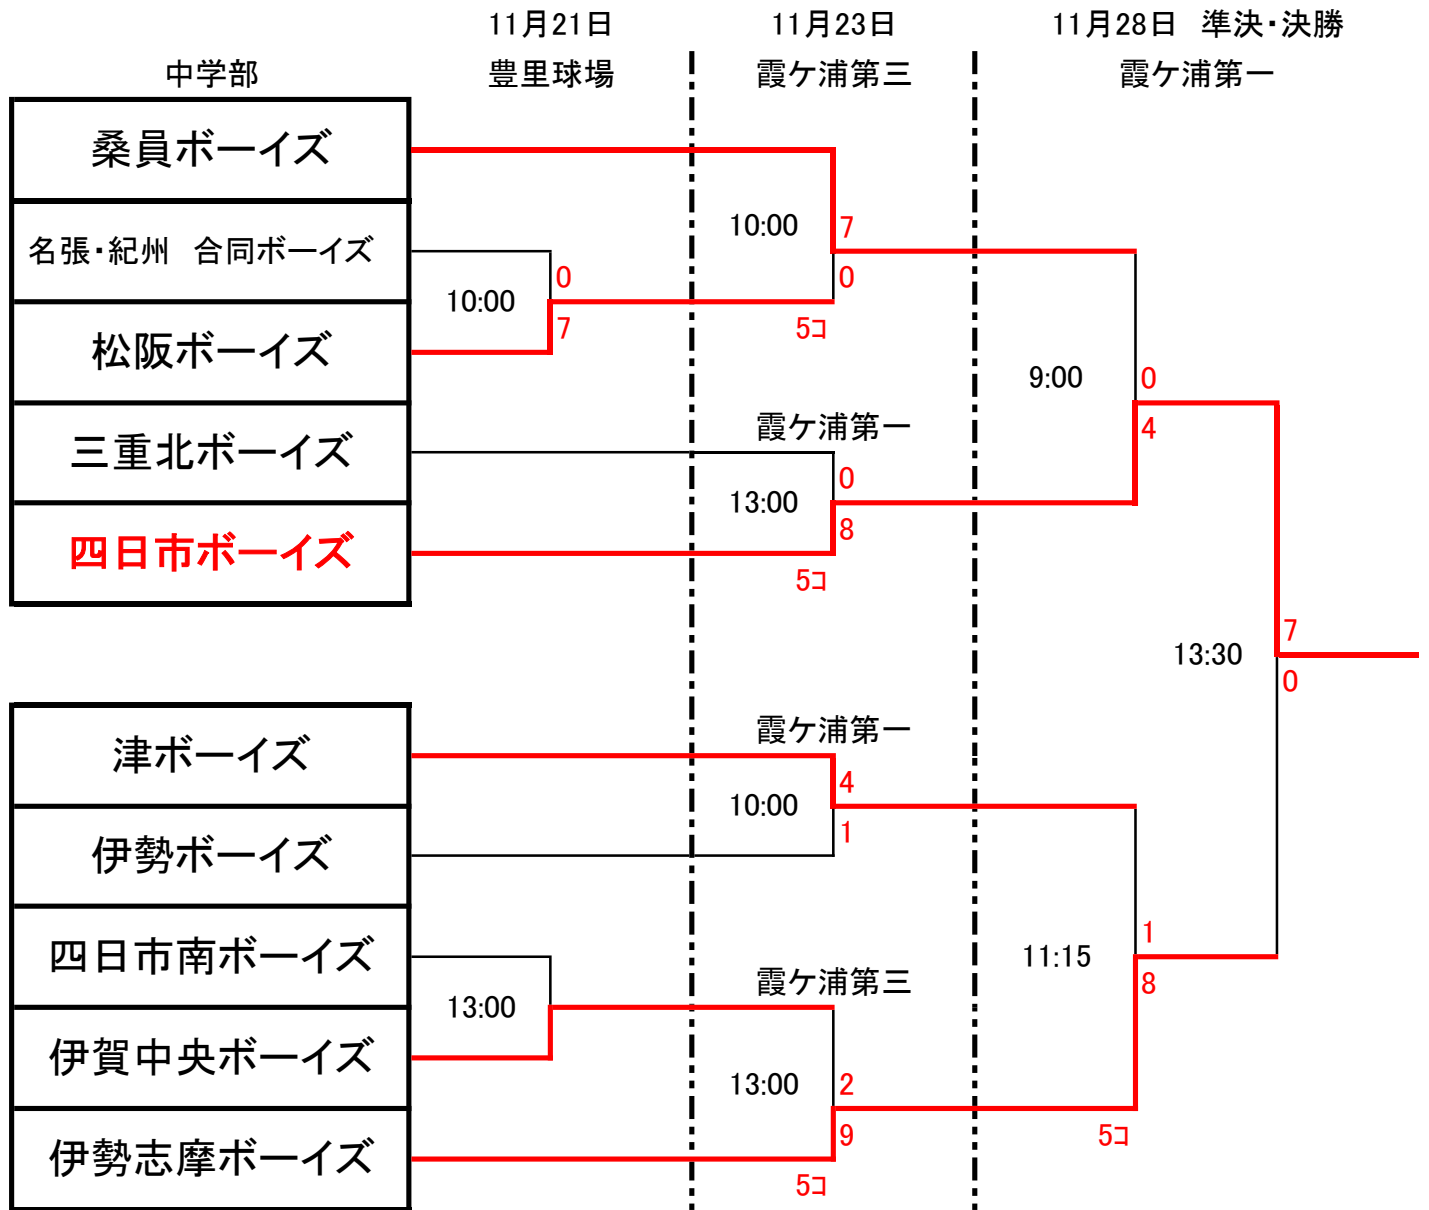 11月21日 11月23日 11月28日 準決・決勝
中学部 豊里球場 霞ケ浦第三 霞ケ浦第一
桑員ボーイズ
10:00 7
名張・紀州 合同ボーイズ
0 0
10:00
7 5コ
松阪ボーイズ
9:00 0
霞ケ浦第一 4
三重北ボーイズ
0
13:00
8
四日市ボーイズ
5コ
7
13:30
0
霞ケ浦第一
津ボーイズ
4
10:00
1
伊勢ボーイズ
1
四日市南ボーイズ 11:15
霞ケ浦第三 8
13:00
伊賀中央ボーイズ
13:00 2
9 5コ
伊勢志摩ボーイズ
5コ